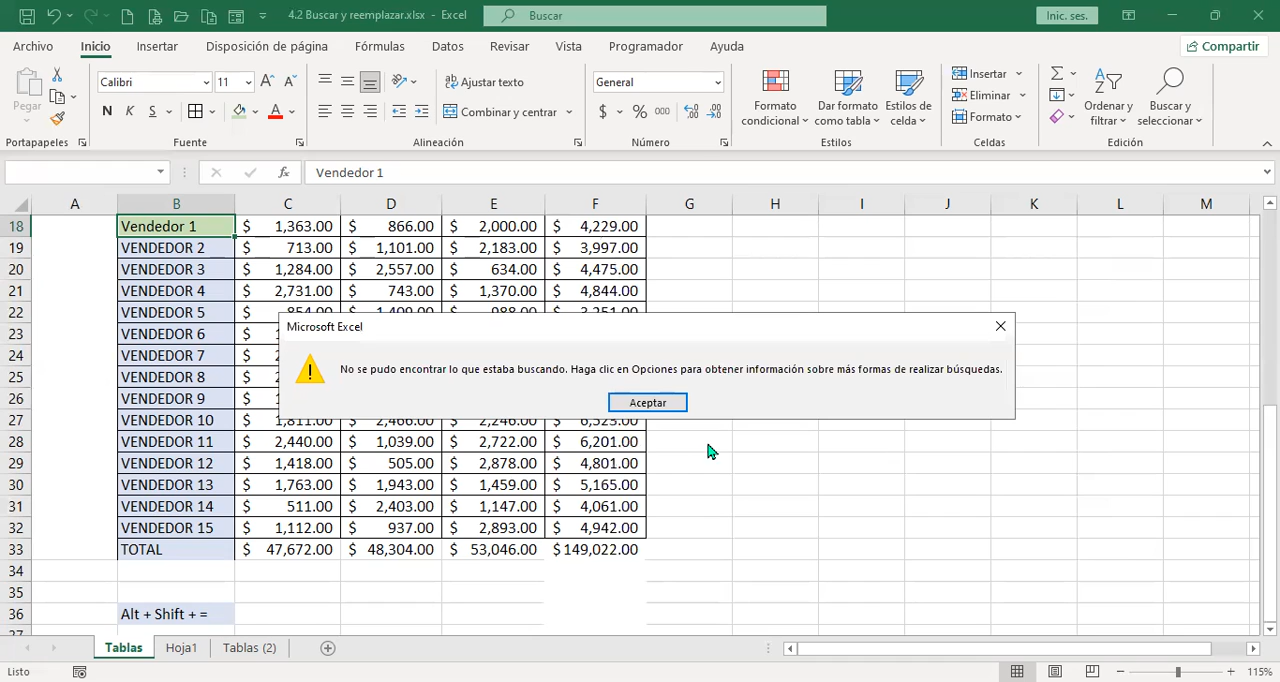 4.2 Buscar y reemplazar.xlsx - Excel
Buscar
Inic. ses.
Archivo Inicio Insertar Disposición de página Fórmulas Datos Revisar Vista Programador Ayuda
Compartir
Pegar
Calibri 11
N K S
Ajustar texto
Combinar y centrar
General
$ % 000
Formato condicional
Dar formato como tabla
Estilos de celda
Insertar
Eliminar
Formato
Ordenar y filtrar
Buscar y seleccionar
Portapapeles Fuente Alineación Número Estilos Celdas Edición
fx Vendedor 1
A B C D E F G H I J K L M
18 Vendedor 1 $ 1,363.00 $ 866.00 $ 2,000.00 $ 4,229.00
19 VENDEDOR 2 $ 713.00 $ 1,101.00 $ 2,183.00 $ 3,997.00
20 VENDEDOR 3 $ 1,284.00 $ 2,557.00 $ 634.00 $ 4,475.00
21 VENDEDOR 4 $ 2,731.00 $ 743.00 $ 1,370.00 $ 4,844.00
22 VENDEDOR 5 $
23 VENDEDOR 6 $
24 VENDEDOR 7 $
25 VENDEDOR 8 $
26 VENDEDOR 9 $
27 VENDEDOR 10 $
28 VENDEDOR 11 $ 2,440.00 $ 1,039.00 $ 2,722.00 $ 6,201.00
29 VENDEDOR 12 $ 1,418.00 $ 505.00 $ 2,878.00 $ 4,801.00
30 VENDEDOR 13 $ 1,763.00 $ 1,943.00 $ 1,459.00 $ 5,165.00
31 VENDEDOR 14 $ 511.00 $ 2,403.00 $ 1,147.00 $ 4,061.00
32 VENDEDOR 15 $ 1,112.00 $ 937.00 $ 2,893.00 $ 4,942.00
33 TOTAL $ 47,672.00 $ 48,304.00 $ 53,046.00 $ 149,022.00
34
35
36 Alt + Shift + =
Microsoft Excel
No se pudo encontrar lo que estaba buscando. Haga clic en Opciones para obtener información sobre más formas de realizar búsquedas.
Aceptar
Tablas Hoja1 Tablas (2)
Listo
115%